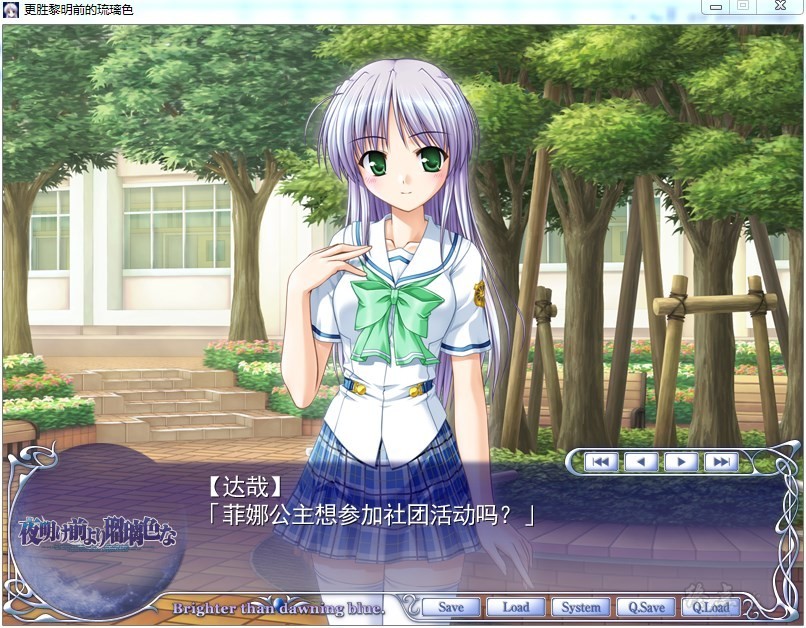 更胜黎明前的琉璃色
【达哉】
「菲娜公主想参加社团活动吗？」
夜明け前より瑠璃色な
Brighter than dawning blue.
Save
Load
System
Q.Save
Q.Load